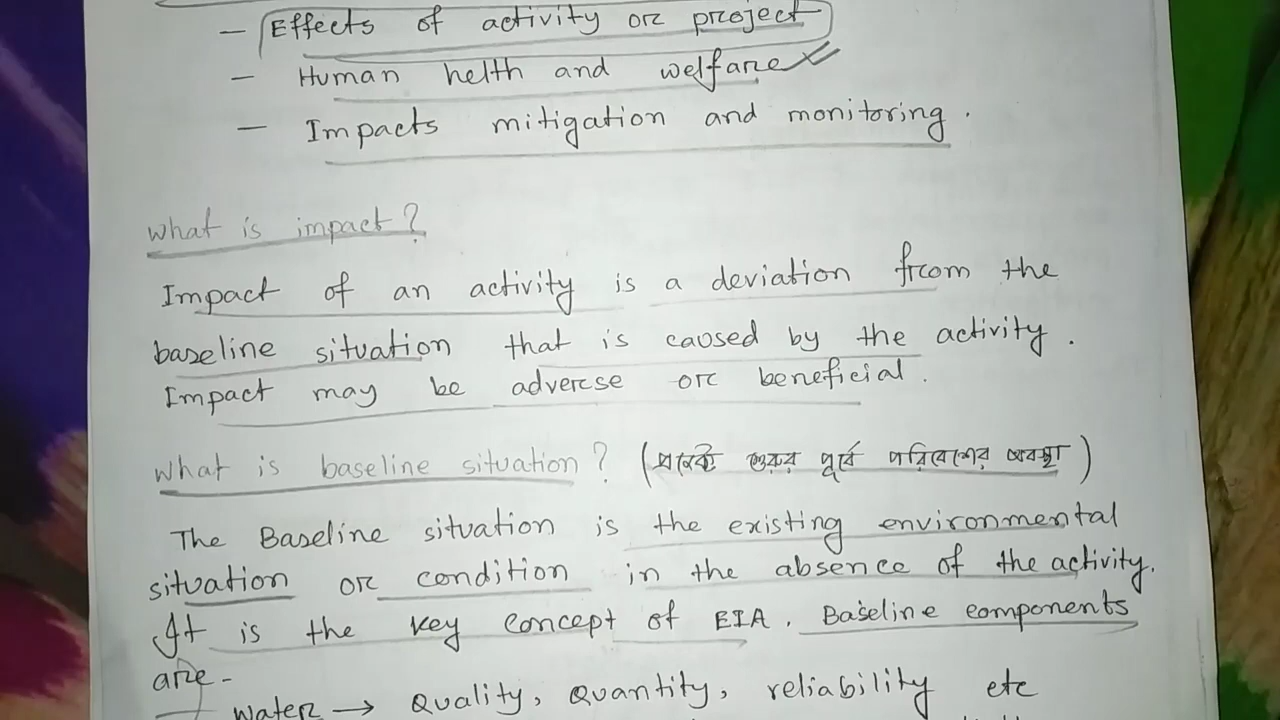 - Effects of activity or project
- Human helth and welfare
- Impacts mitigation and monitoring.
What is impact?
Impact of an activity is a deviation from the
baseline situation that is caused by the activity.
Impact may be adverse or beneficial.
What is baseline situation? (প্রজেক্ট শুরুর পূর্বে পরিবেশের অবস্থা)
The Baseline situation is the existing environmental
situation or condition in the absence of the activity.
It is the key concept of EIA. Baseline components
are-
- Water → Quality, Quantity, reliability etc